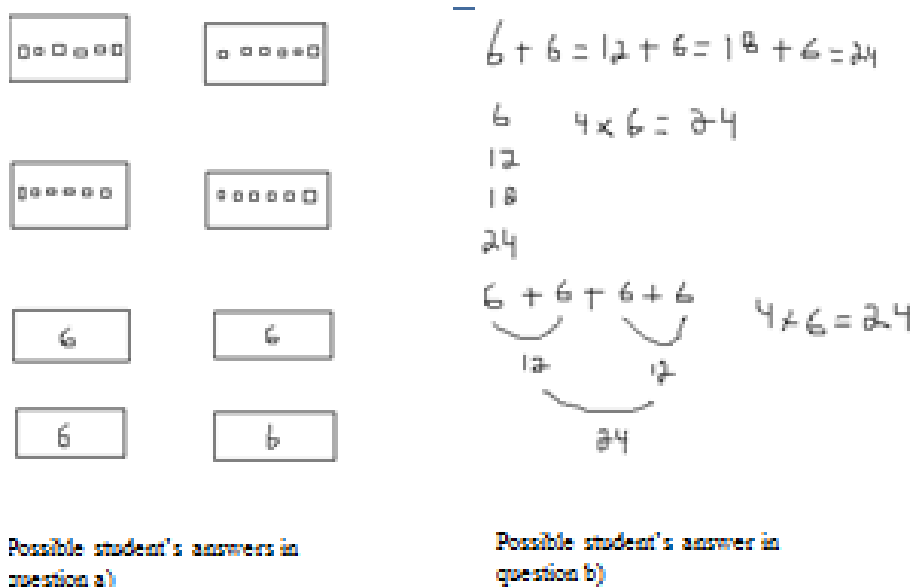 6 6
6 6
Possible student's answers in
question a)
6 + 6 = 12 + 6 = 18 + 6 = 24
6 4 x 6 = 24
12
18
24
6 + 6 + 6 + 6 4 x 6 = 24
12 12
24
Possible student's answer in
question b)